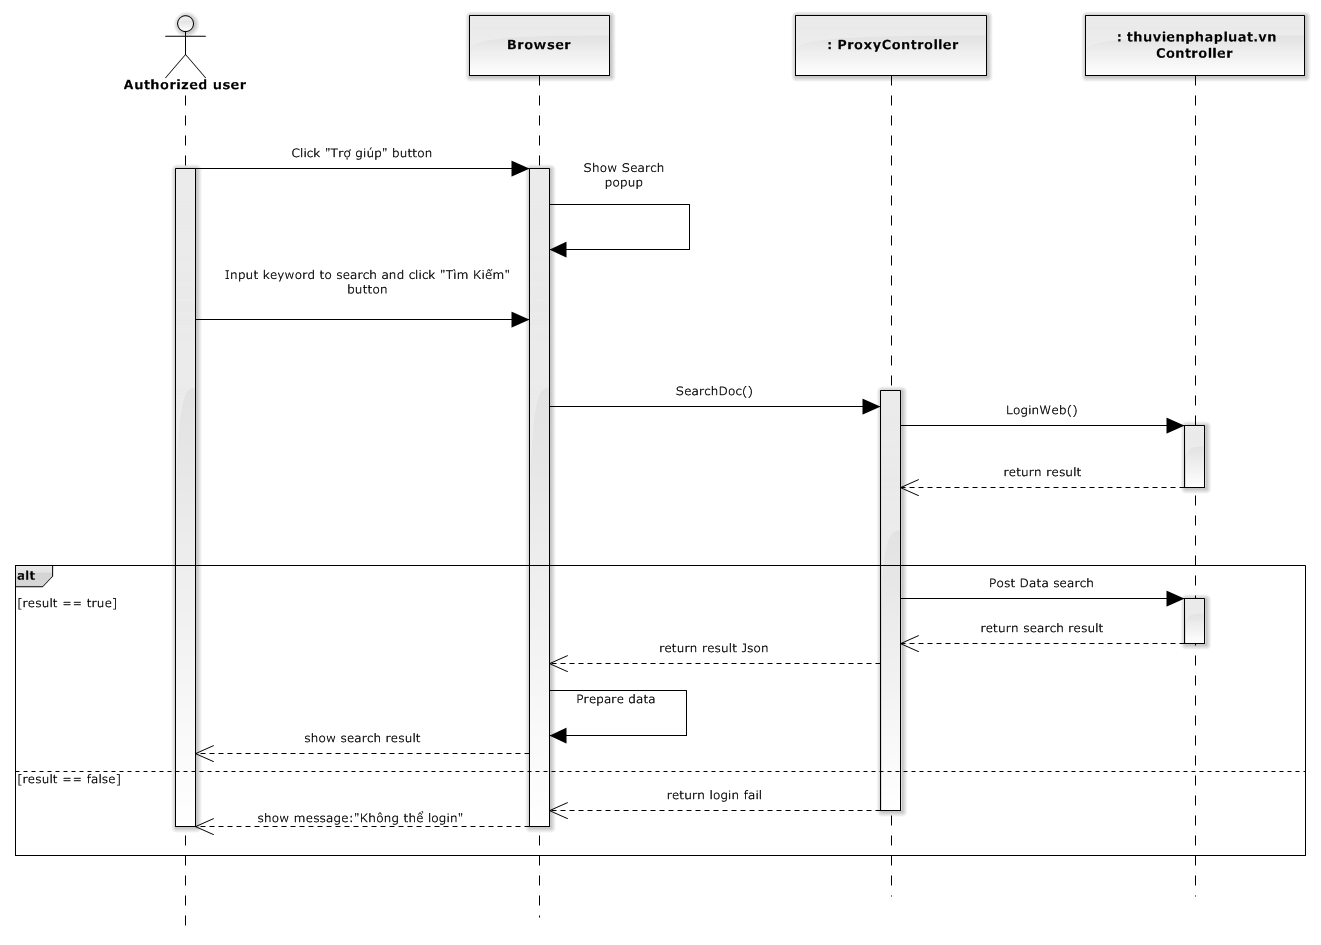 Authorized user
Browser
: ProxyController
: thuvienphapluat.vn
Controller
Click "Trợ giúp" button
Show Search
popup
Input keyword to search and click "Tìm Kiếm"
button
SearchDoc()
LoginWeb()
return result
alt
[result == true]
Post Data search
return search result
return result Json
Prepare data
show search result
[result == false]
return login fail
show message:"Không thể login"